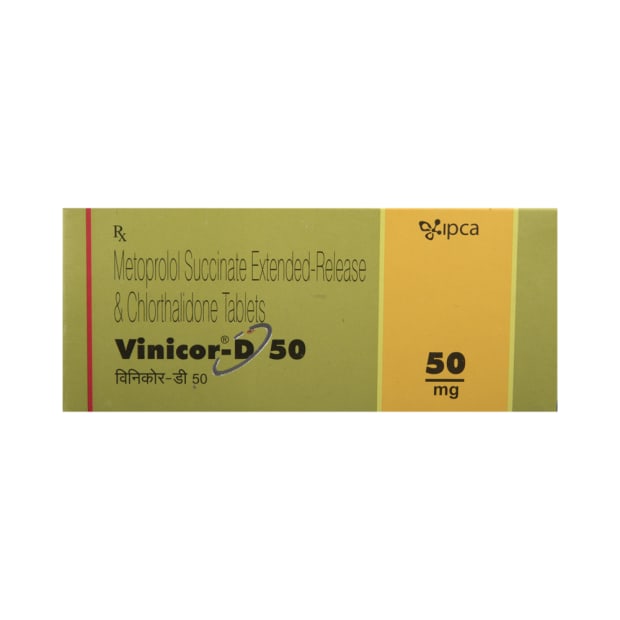 Rx
Metoprolol Succinate Extended-Release
& Chlorthalidone Tablets
Vinicor®-D 50
विनिकोर-डी 50
ipca
50
mg